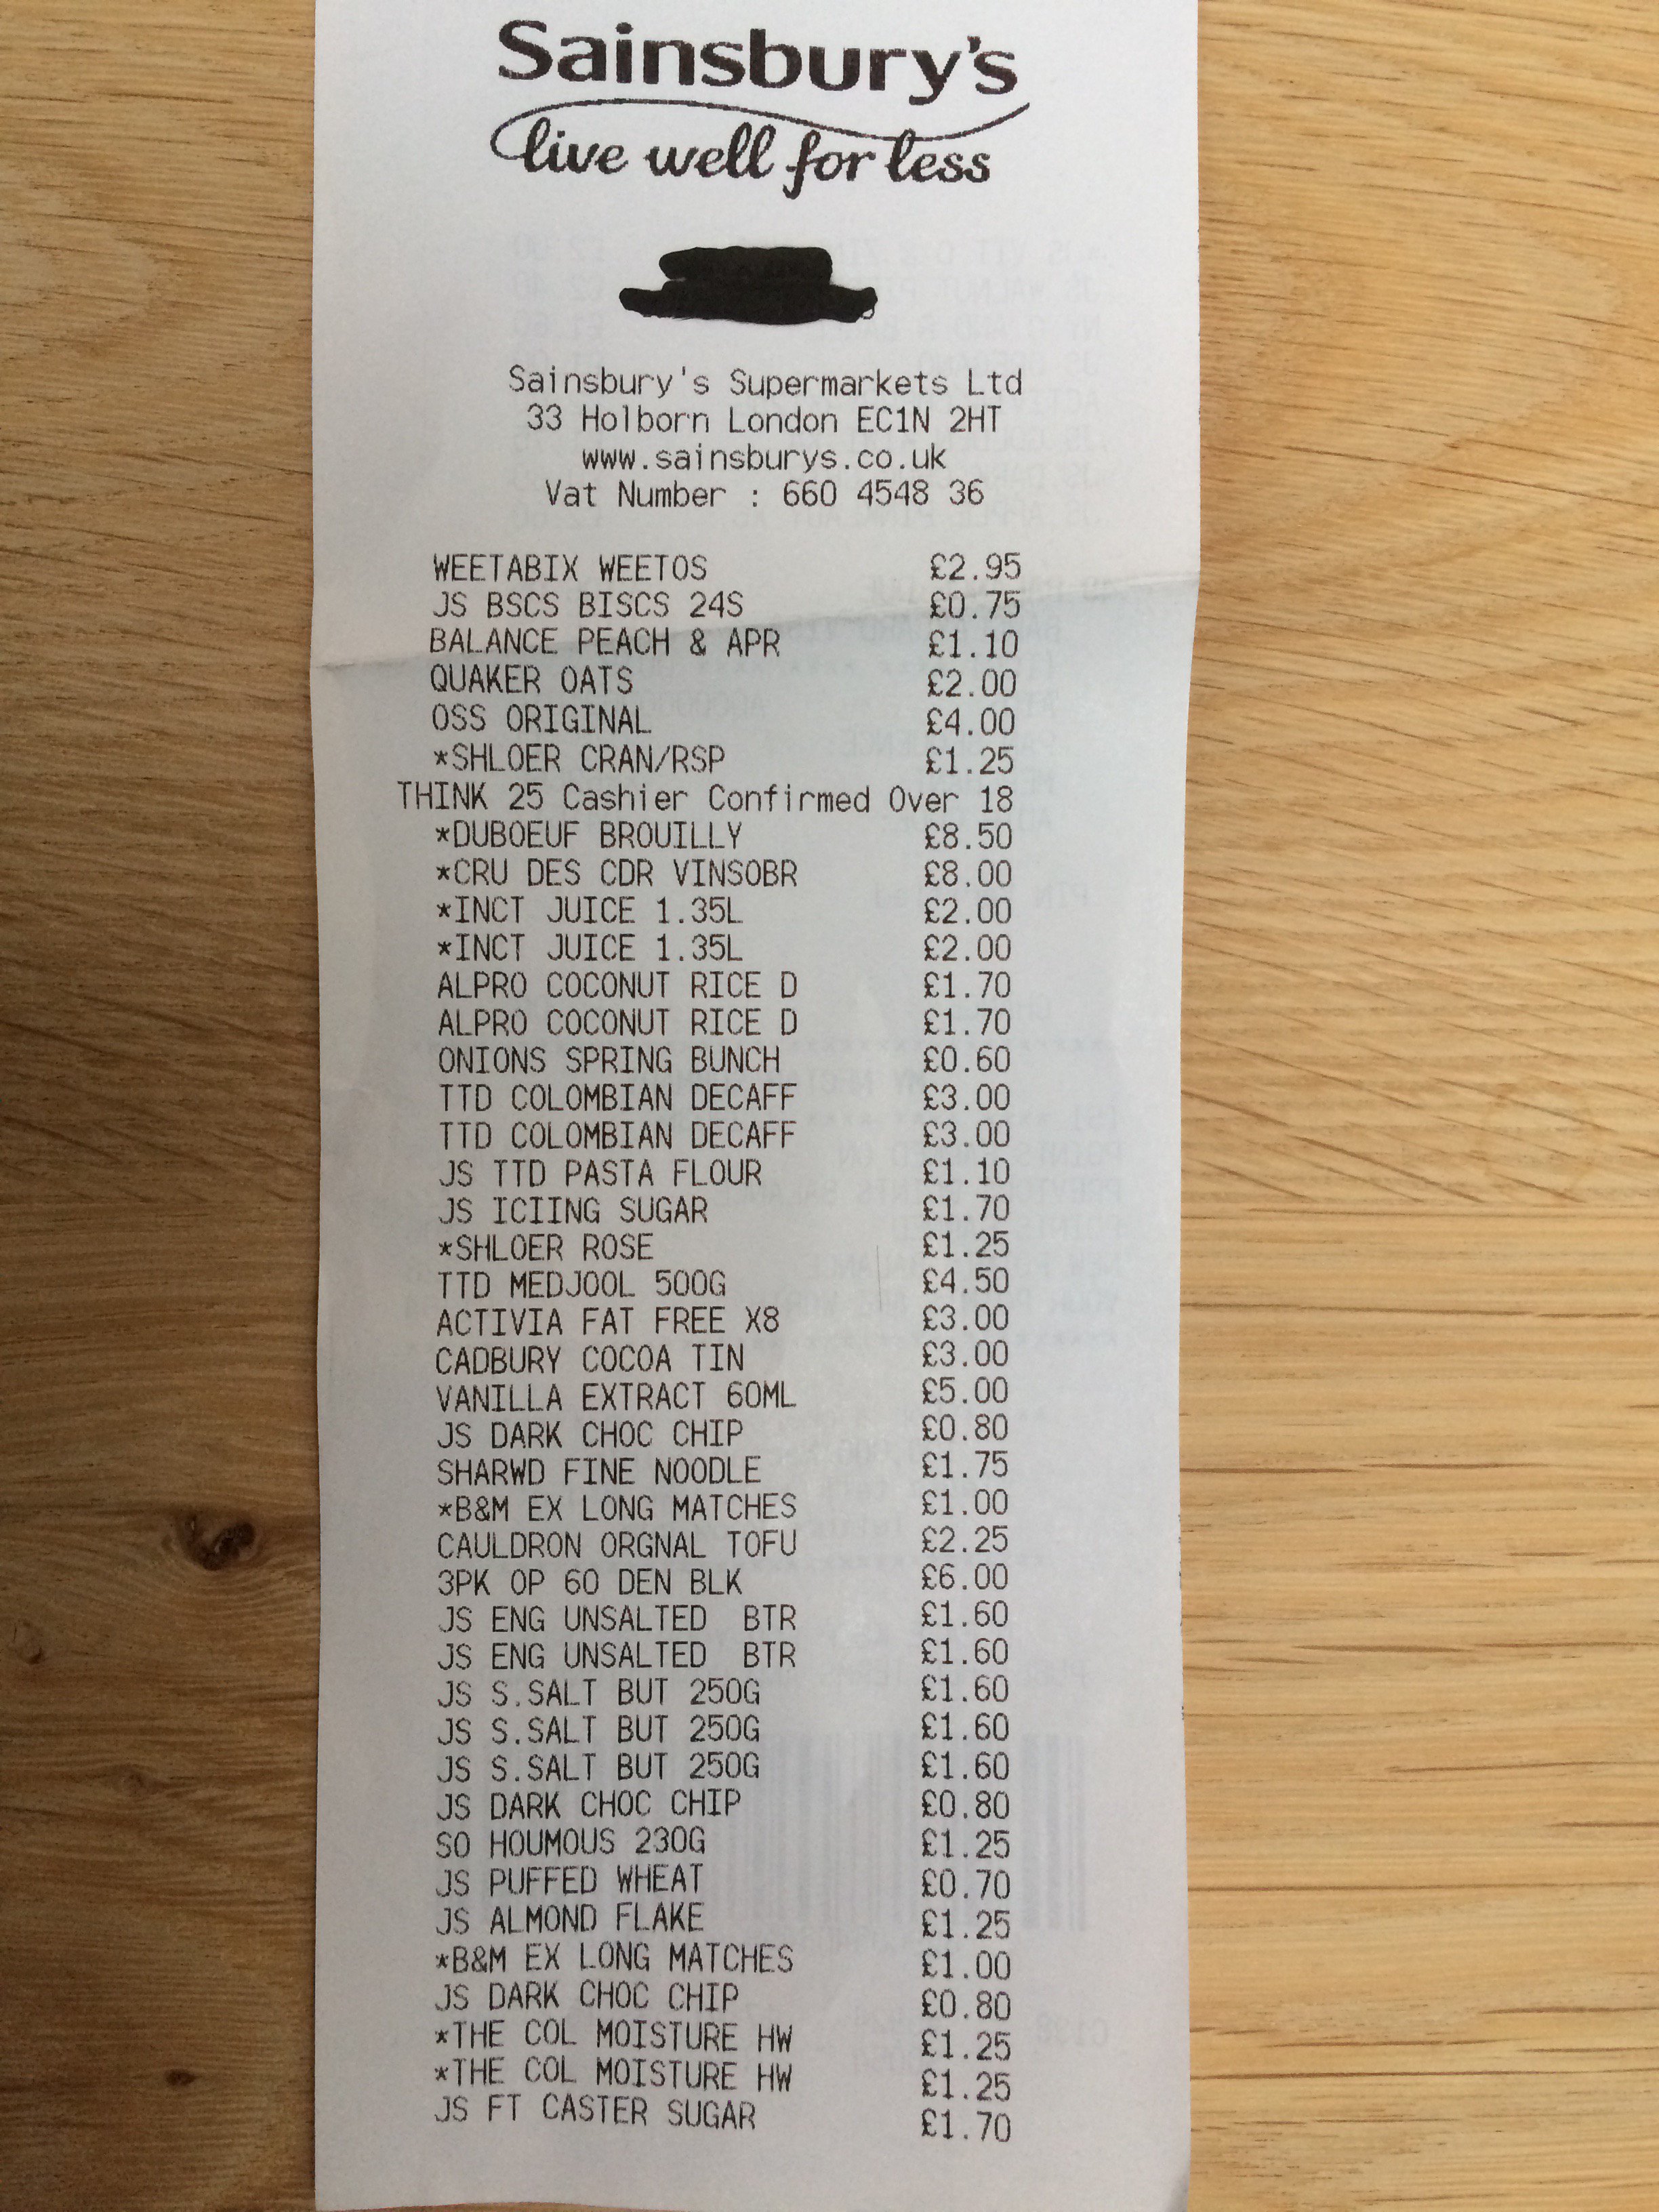 Sainsbury's
live well for less
Sainsbury's Supermarkets Ltd
33 Holborn London EC1N 2HT
www.sainsburys.co.uk
Vat Number : 660 4548 36
WEETABIX WEETOS £2.95
JS BSCS BISCS 24S £0.75
BALANCE PEACH & APR £1.10
QUAKER OATS £2.00
OSS ORIGINAL £4.00
*SHLOER CRAN/RSP £1.25
THINK 25 Cashier Confirmed Over 18
*DUBOEUF BROUILLY £8.50
*CRU DES CDR VINSOBR £8.00
*INCT JUICE 1.35L £2.00
*INCT JUICE 1.35L £2.00
ALPRO COCONUT RICE D £1.70
ALPRO COCONUT RICE D £1.70
ONIONS SPRING BUNCH £0.60
TTD COLOMBIAN DECAFF £3.00
TTD COLOMBIAN DECAFF £3.00
JS TTD PASTA FLOUR £1.10
JS ICIING SUGAR £1.70
*SHLOER ROSE £1.25
TTD MEDJOOL 500G £4.50
ACTIVIA FAT FREE X8 £3.00
CADBURY COCOA TIN £3.00
VANILLA EXTRACT 60ML £5.00
JS DARK CHOC CHIP £0.80
SHARWD FINE NOODLE £1.75
*B&M EX LONG MATCHES £1.00
CAULDRON ORGNAL TOFU £2.25
3PK OP 60 DEN BLK £6.00
JS ENG UNSALTED BTR £1.60
JS ENG UNSALTED BTR £1.60
JS S.SALT BUT 250G £1.60
JS S.SALT BUT 250G £1.60
JS S.SALT BUT 250G £1.60
JS DARK CHOC CHIP £0.80
SO HOUMOUS 230G £1.25
JS PUFFED WHEAT £0.70
JS ALMOND FLAKE £1.25
*B&M EX LONG MATCHES £1.00
JS DARK CHOC CHIP £0.80
*THE COL MOISTURE HW £1.25
*THE COL MOISTURE HW £1.25
JS FT CASTER SUGAR £1.70